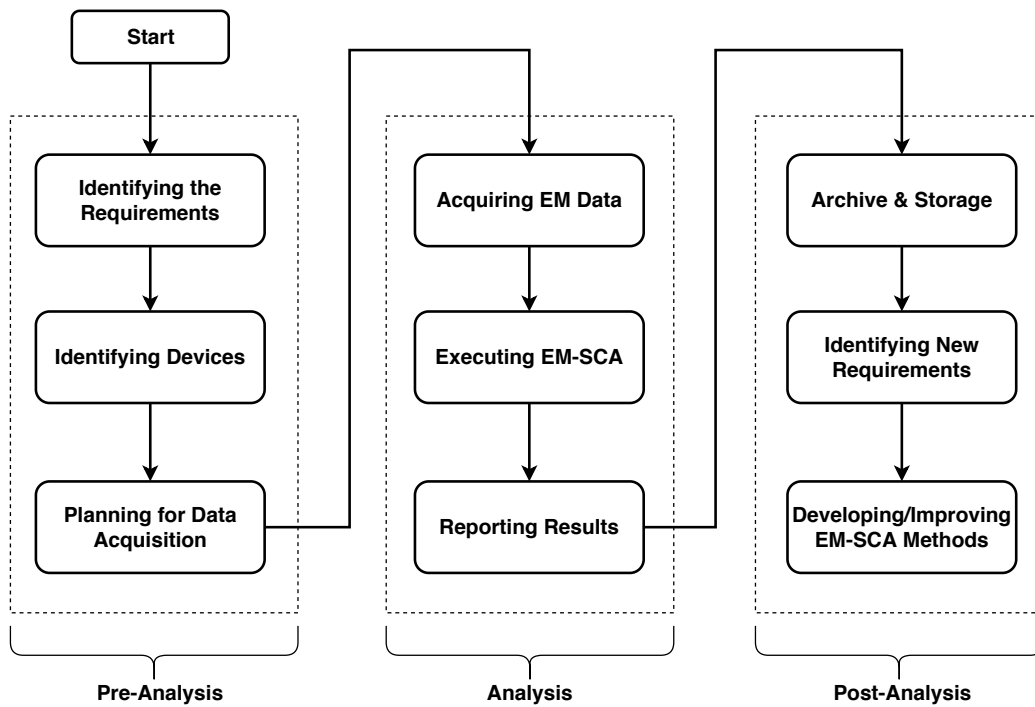 Start
Identifying the
Requirements
Identifying Devices
Planning for Data
Acquisition
Pre-Analysis
Acquiring EM Data
Executing EM-SCA
Reporting Results
Analysis
Archive & Storage
Identifying New
Requirements
Developing/Improving
EM-SCA Methods
Post-Analysis